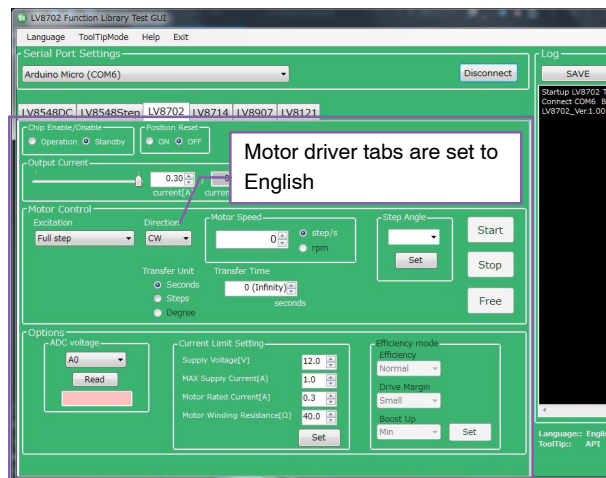 LV8702 Function Library Test GUI
Language ToolTipMode Help Exit
Serial Port Settings
Arduino Micro (COM6)
Disconnect
LV8548DC LV8548Step LV8702 LV8714 LV8907 LV8121
Chip Enable/Disable
Operation Standby
Position Reset
ON OFF
Motor driver tabs are set to
English
Output Current
0.30 /
current[A]
Motor Control
Excitation
Full step
Direction
CW
Motor Speed
0
step/s
rpm
Step Angle
Set
Start
Stop
Free
Transfer Unit
Seconds
Steps
Degree
Transfer Time
0 (Infinity)
seconds
Options
ADC voltage
A0
Read
Current Limit Setting
Supply Voltage[V] 12.0
MAX Supply Current[A] 1.0
Motor Rated Current[A] 0.3
Motor Winding Resistance[Ω] 40.0
Set
Efficiency mode
Efficiency
Normal
Drive Margin
Small
Boost Up
Min
Set
Log
SAVE
Startup LV8702 T
Connect COM6 B
LV8702_Ver.1.00
Language:: Englis
ToolTip:: API